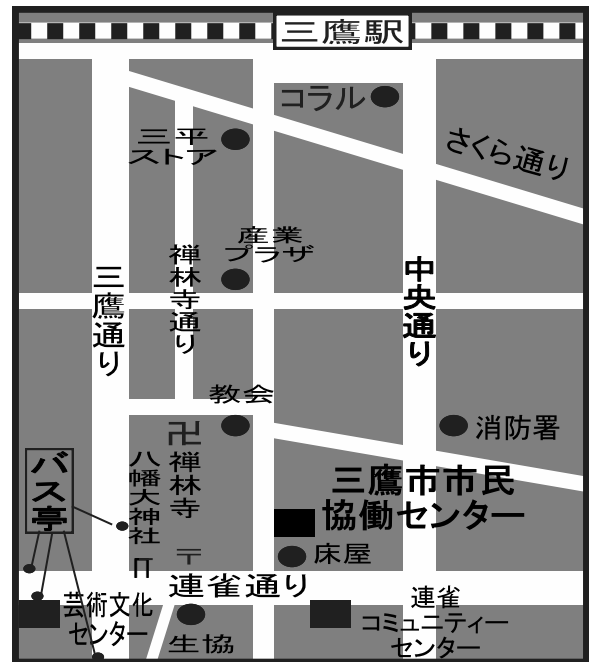 三鷹駅
コラル
さくら通り
三平
ストア
産業
プラザ
禅林寺通り
三鷹通り
中央通り
教会
消防署
卍
禅林寺
八幡大神社
バス亭
三鷹市市民
協働センター
床屋
〒
連雀通り
芸術文化
センター
生協
連雀
コミュニティー
センター